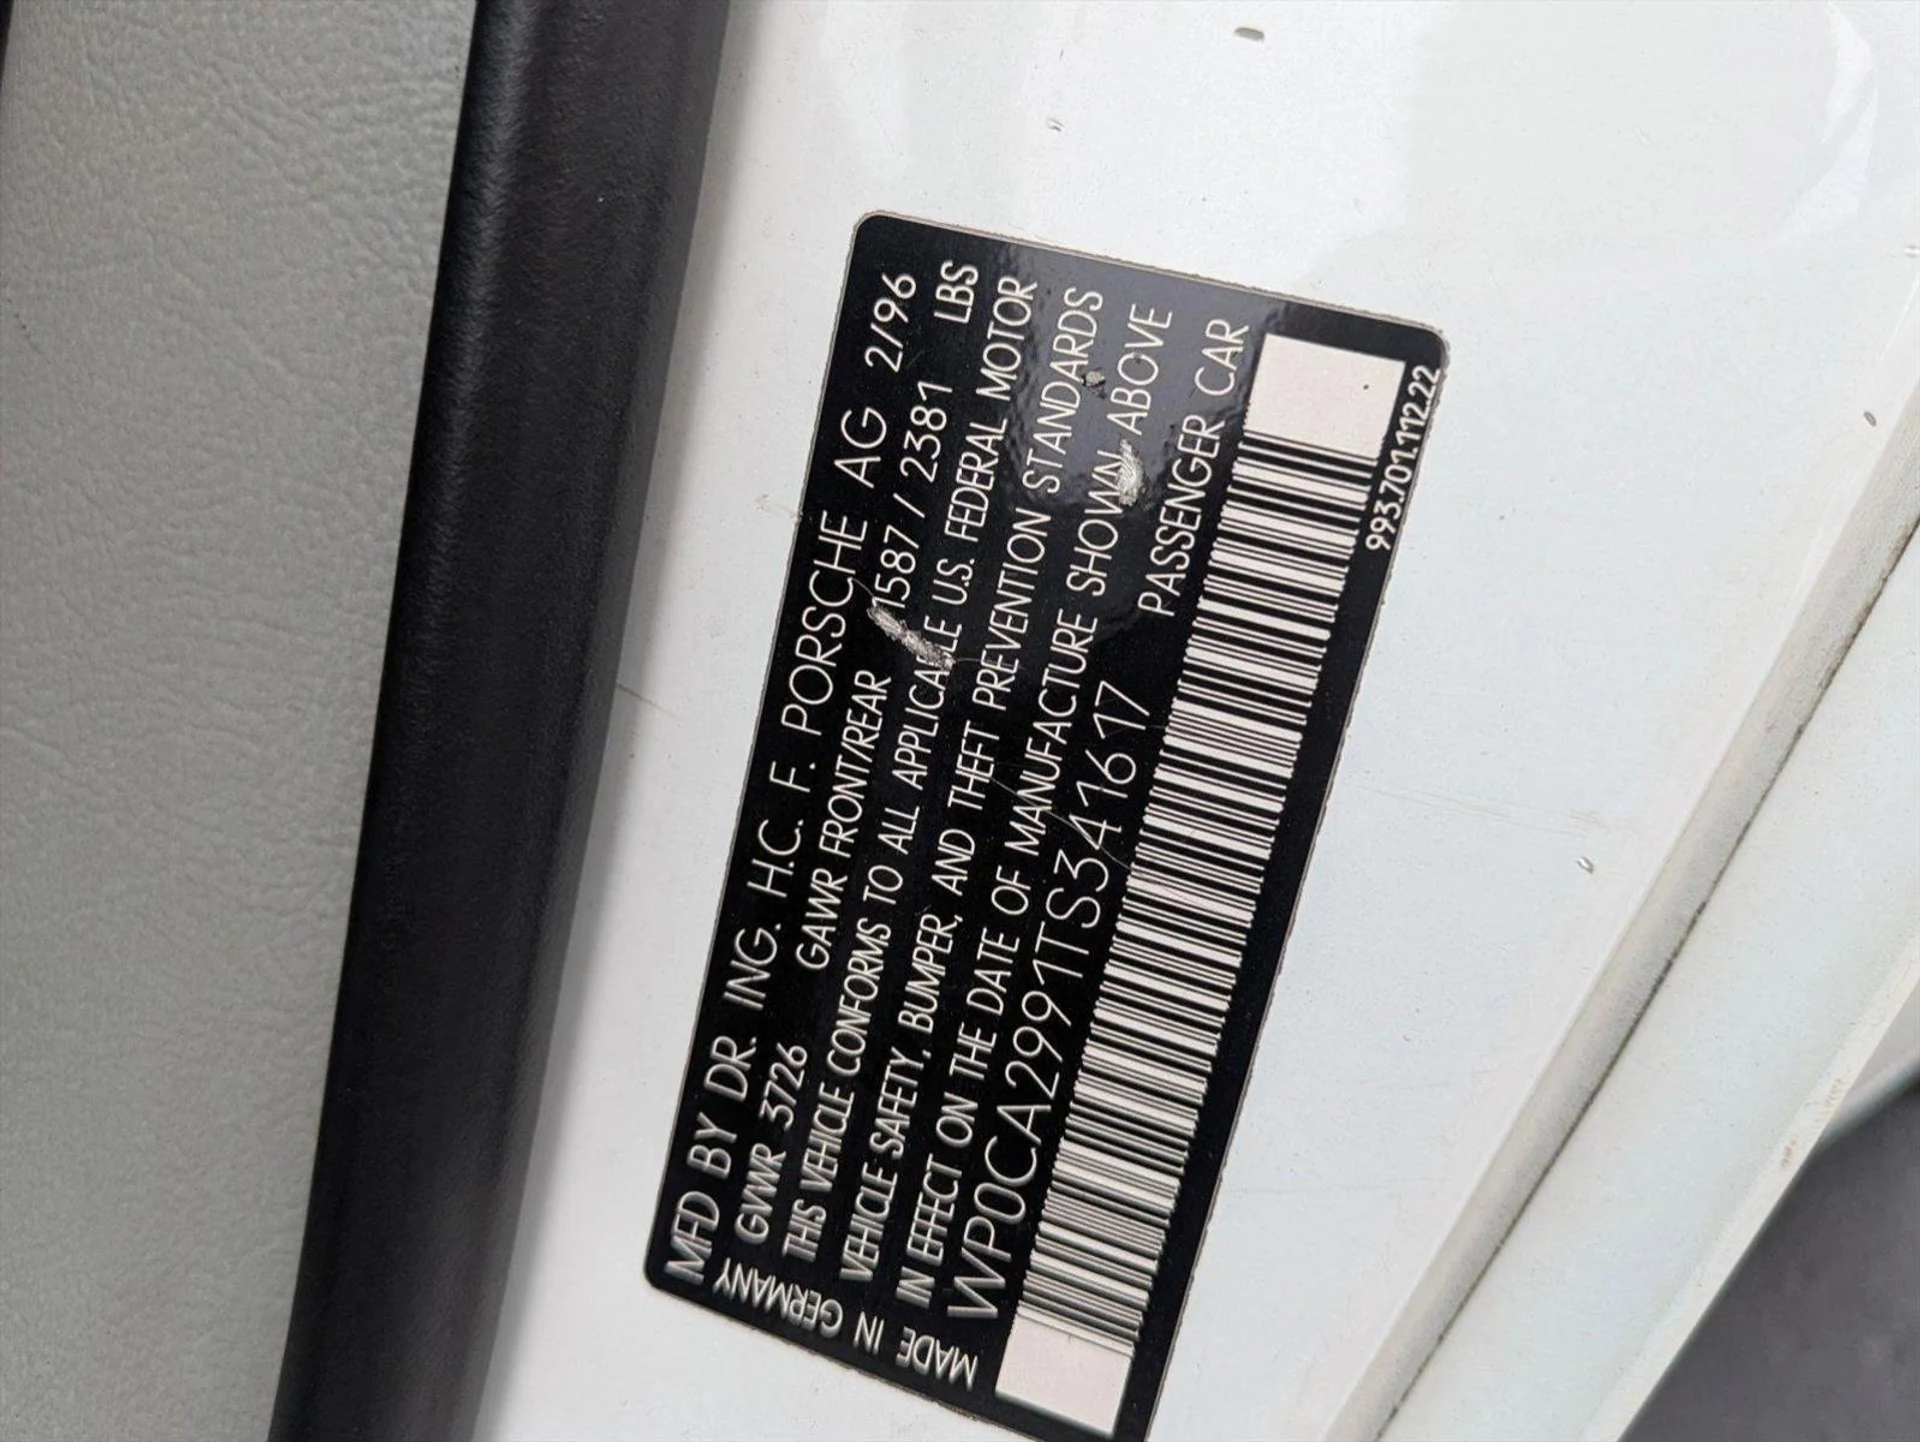 MFD BY DR. ING. H.C. F. PORSCHE AG 2/96
GVWR 3726 GAWR FRONT/REAR 1587 / 2381 LBS
THIS VEHICLE CONFORMS TO ALL APPLICABLE U.S. FEDERAL MOTOR
VEHICLE SAFETY, BUMPER, AND THEFT PREVENTION STANDARDS
IN EFFECT ON THE DATE OF MANUFACTURE SHOWN ABOVE
WP0CA2991TS341617 PASSENGER CAR
MADE IN GERMANY
993.701.112.22